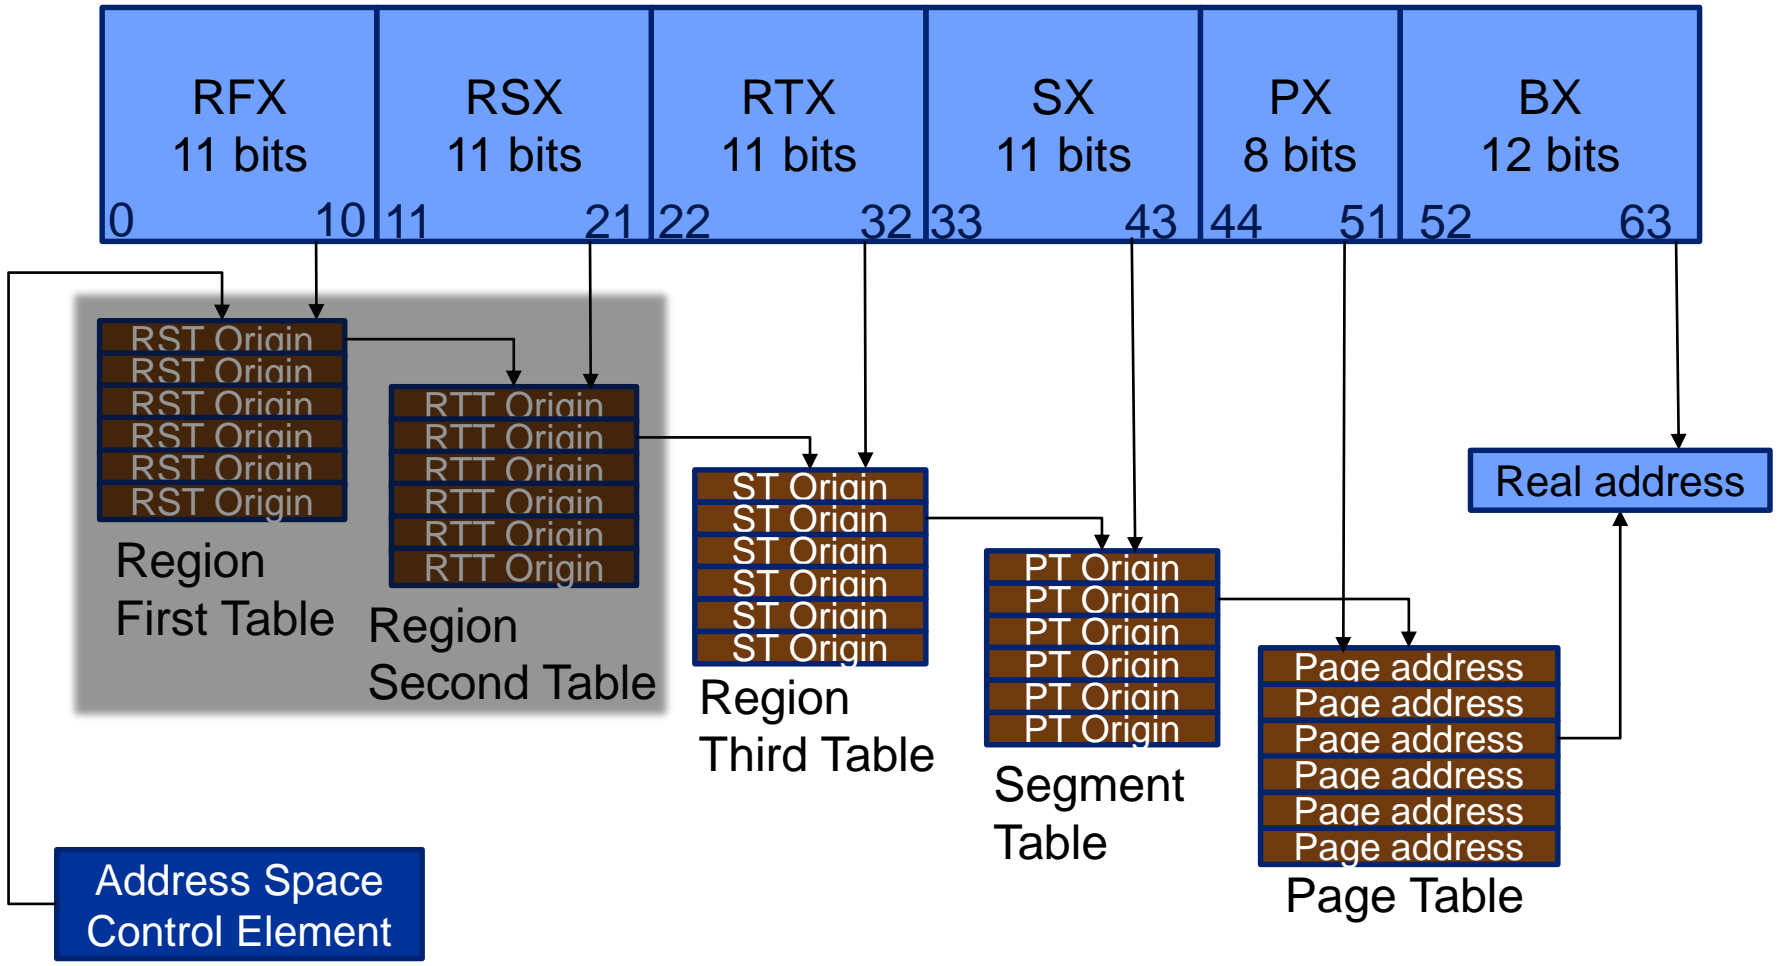 RFX
11 bits
RSX
11 bits
RTX
11 bits
SX
11 bits
PX
8 bits
BX
12 bits
0 10 11 21 22 32 33 43 44 51 52 63
RST Origin
RST Origin
RST Origin
RST Origin
RST Origin
RST Origin
Region
First Table
RTT Origin
RTT Origin
RTT Origin
RTT Origin
RTT Origin
RTT Origin
Region
Second Table
ST Origin
ST Origin
ST Origin
ST Origin
ST Origin
ST Origin
Region
Third Table
PT Origin
PT Origin
PT Origin
PT Origin
PT Origin
PT Origin
Segment
Table
Page address
Page address
Page address
Page address
Page address
Page address
Page Table
Real address
Address Space
Control Element